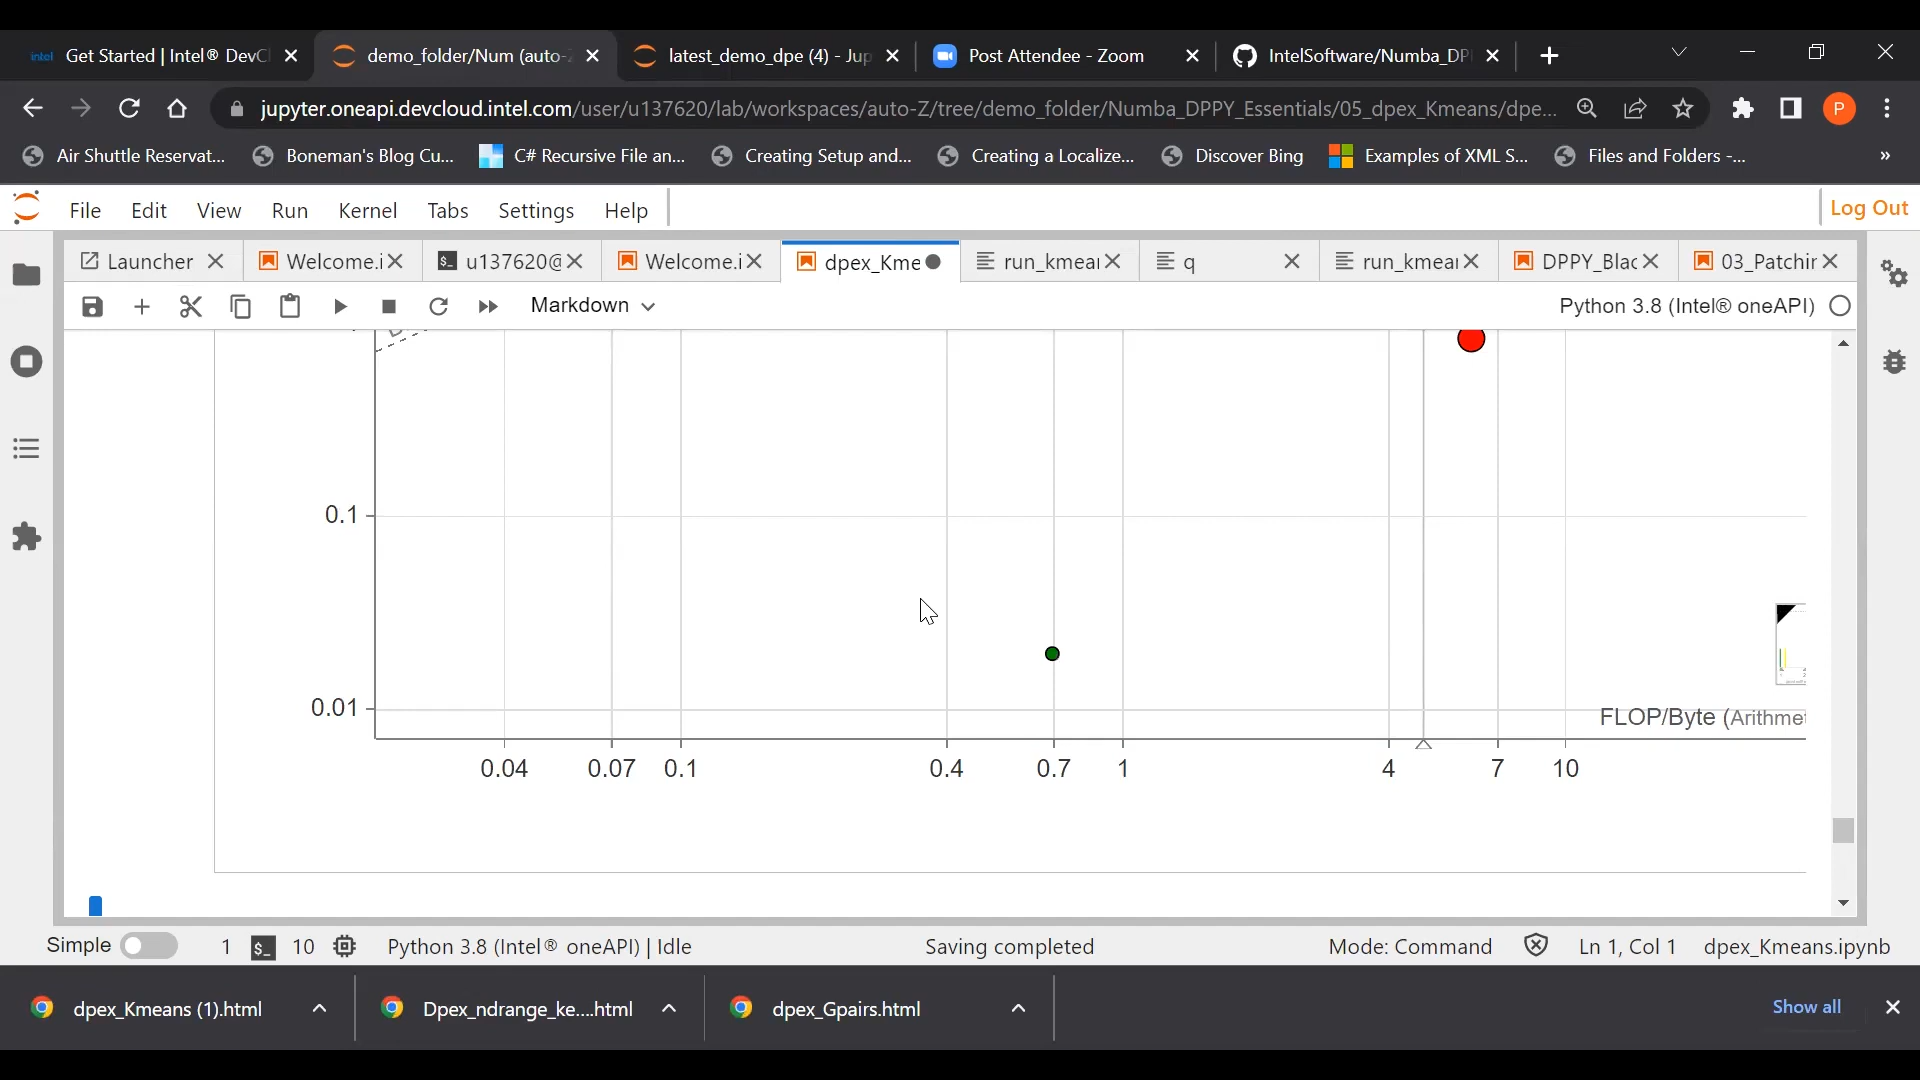 intel Get Started | Intel® DevCl demo_folder/Num (auto-Z latest_demo_dpe (4) - Jup Post Attendee - Zoom IntelSoftware/Numba_DP
jupyter.oneapi.devcloud.intel.com/user/u137620/lab/workspaces/auto-Z/tree/demo_folder/Numba_DPPY_Essentials/05_dpex_Kmeans/dpe... P
Air Shuttle Reservat... Boneman's Blog Cu... C# Recursive File an... Creating Setup and... Creating a Localize... Discover Bing Examples of XML S... Files and Folders -... »
File Edit View Run Kernel Tabs Settings Help Log Out
Launcher Welcome.i u137620@ Welcome.i dpex_Kme run_kmear q run_kmear DPPY_Blac 03_Patchir
Markdown Python 3.8 (Intel® oneAPI)
0.1
0.01
FLOP/Byte (Arithmet
0.04 0.07 0.1 0.4 0.7 1 4 7 10
Simple 1 $_ 10 Python 3.8 (Intel® oneAPI) | Idle Saving completed Mode: Command Ln 1, Col 1 dpex_Kmeans.ipynb
dpex_Kmeans (1).html Dpex_ndrange_ke....html dpex_Gpairs.html Show all